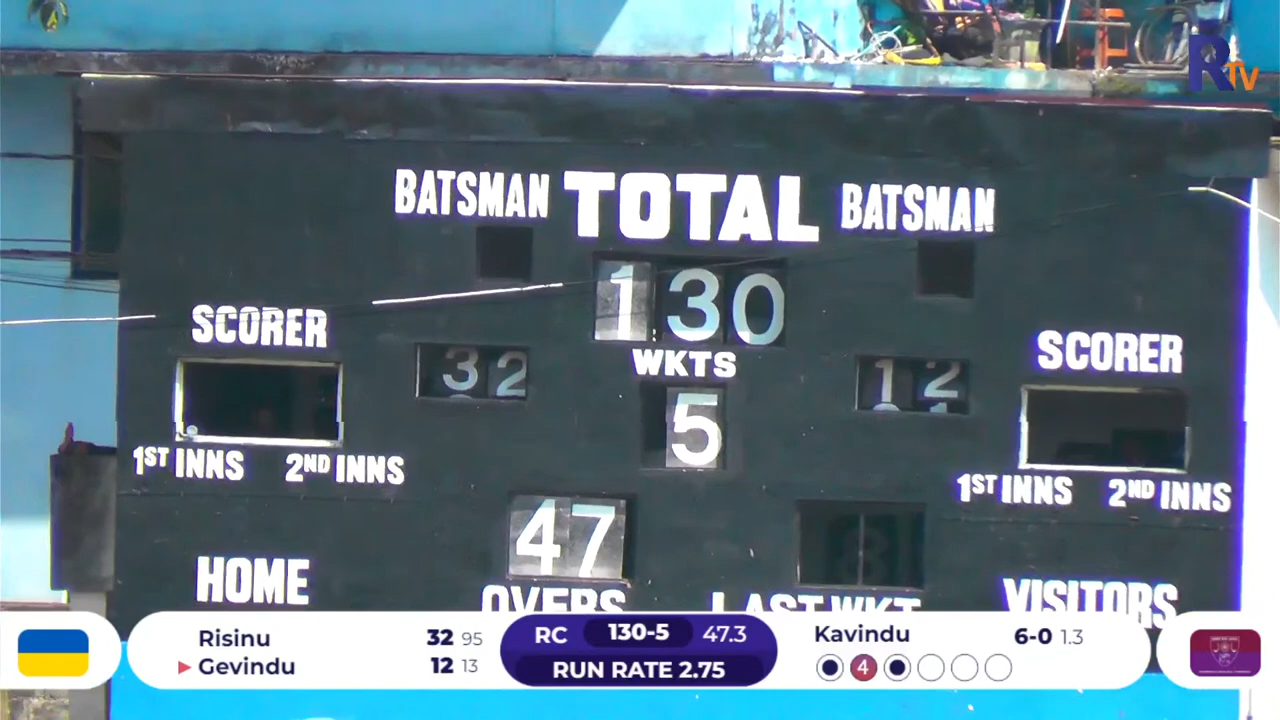 RTV
BATSMAN TOTAL BATSMAN
130
SCORER
WKTS
SCORER
32
12
5
1ST INNS 2ND INNS
1ST INNS 2ND INNS
47
HOME
OVERS
LAST WKT
VISITORS
Risinu 32 95
Gevindu 12 13
RC 130-5 47.3
RUN RATE 2.75
Kavindu 6-0 1.3
4